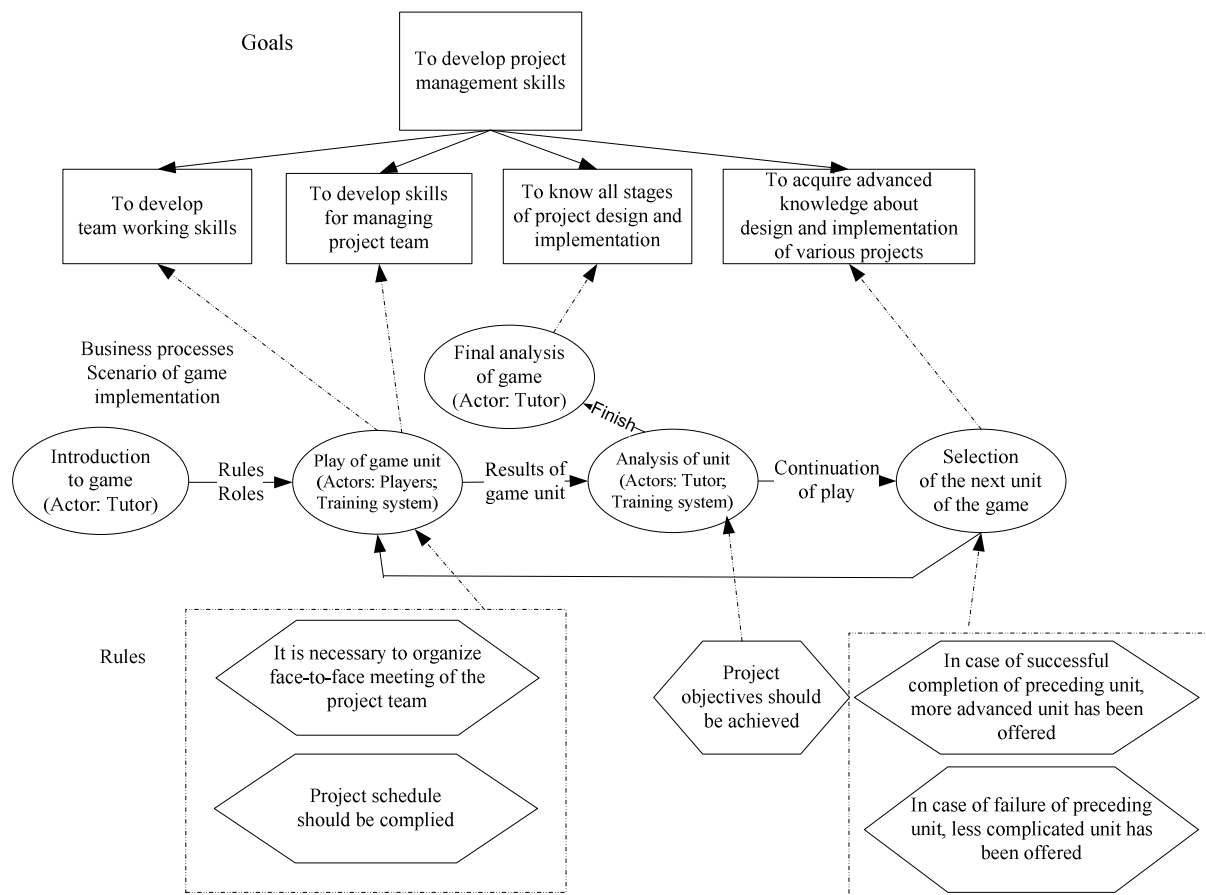 Goals
To develop project
management skills
To develop
team working skills
To develop skills
for managing
project team
To know all stages
of project design and
implementation
To acquire advanced
knowledge about
design and implementation
of various projects
Business processes
Scenario of game
implementation
Final analysis
of game
(Actor: Tutor)
Finish
Introduction
to game
(Actor: Tutor)
Rules
Roles
Play of game unit
(Actors: Players;
Training system)
Results of
game unit
Analysis of unit
(Actors: Tutor;
Training system)
Continuation
of play
Selection
of the next unit
of the game
Rules
It is necessary to organize
face-to-face meeting of the
project team
Project schedule
should be complied
Project
objectives should
be achieved
In case of successful
completion of preceding unit,
more advanced unit has been
offered
In case of failure of preceding
unit, less complicated unit has
been offered